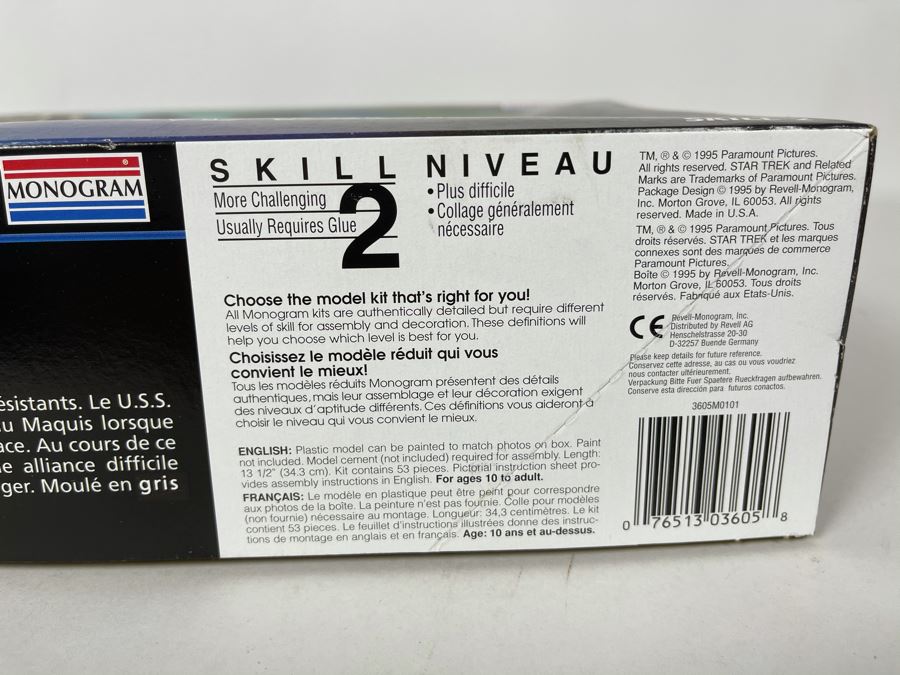 MONOGRAM ®
SKILL NIVEAU
More Challenging
Usually Requires Glue
2
• Plus difficile
• Collage généralement
nécessaire
Choose the model kit that's right for you!
All Monogram kits are authentically detailed but require different
levels of skill for assembly and decoration. These definitions will
help you choose which level is best for you.
Choisissez le modèle réduit qui vous
convient le mieux!
Tous les modèles réduits Monogram présentent des détails
authentiques, mais leur assemblage et leur décoration exigent
des niveaux d'aptitude différents. Ces définitions vous aideront à
choisir le niveau qui vous convient le mieux.
ENGLISH: Plastic model can be painted to match photos on box. Paint
not included. Model cement (not included) required for assembly. Length:
13 1/2" (34.3 cm). Kit contains 53 pieces. Pictorial instruction sheet pro-
vides assembly instructions in English. For ages 10 to adult.
FRANÇAIS: Le modèle en plastique peut être peint pour correspondre
aux photos de la boîte. La peinture n'est pas fournie. Colle pour modèles
(non fournie) nécessaire au montage. Longueur: 34,3 centimètres. Le kit
contient 53 pièces. Le feuillet d'instructions illustrées donne des instruc-
tions de montage en anglais et en français. Age: 10 ans et au-dessus.
ésistants. Le U.S.S.
u Maquis lorsque
ace. Au cours de ce
e alliance difficile
ger. Moulé en gris
TM, ® & © 1995 Paramount Pictures.
All rights reserved. STAR TREK and Related
Marks are Trademarks of Paramount Pictures.
Package Design © 1995 by Revell-Monogram,
Inc. Morton Grove, IL 60053. All rights
reserved. Made in U.S.A.
TM, ® & © 1995 Paramount Pictures. Tous
droits réservés. STAR TREK et les marques
connexes sont des marques de commerce
Paramount Pictures.
Boîte © 1995 by Revell-Monogram, Inc.
Morton Grove, IL 60053. Tous droits
réservés. Fabriqué aux Etats-Unis.
CE
Revell-Monogram, Inc.
Distributed by Revell AG
Henschelstrasse 20-30
D-32257 Buende Germany
Please keep details for future reference.
Conservez cette adresse, au cas ou vous voudriez
nous contacter ultérieurement.
Verpackung Bitte Fuer Spaetere Rueckfragen aufbewahren.
Conserve esta dirección para futuros conactos.
3605M0101
0 76513 03605 8